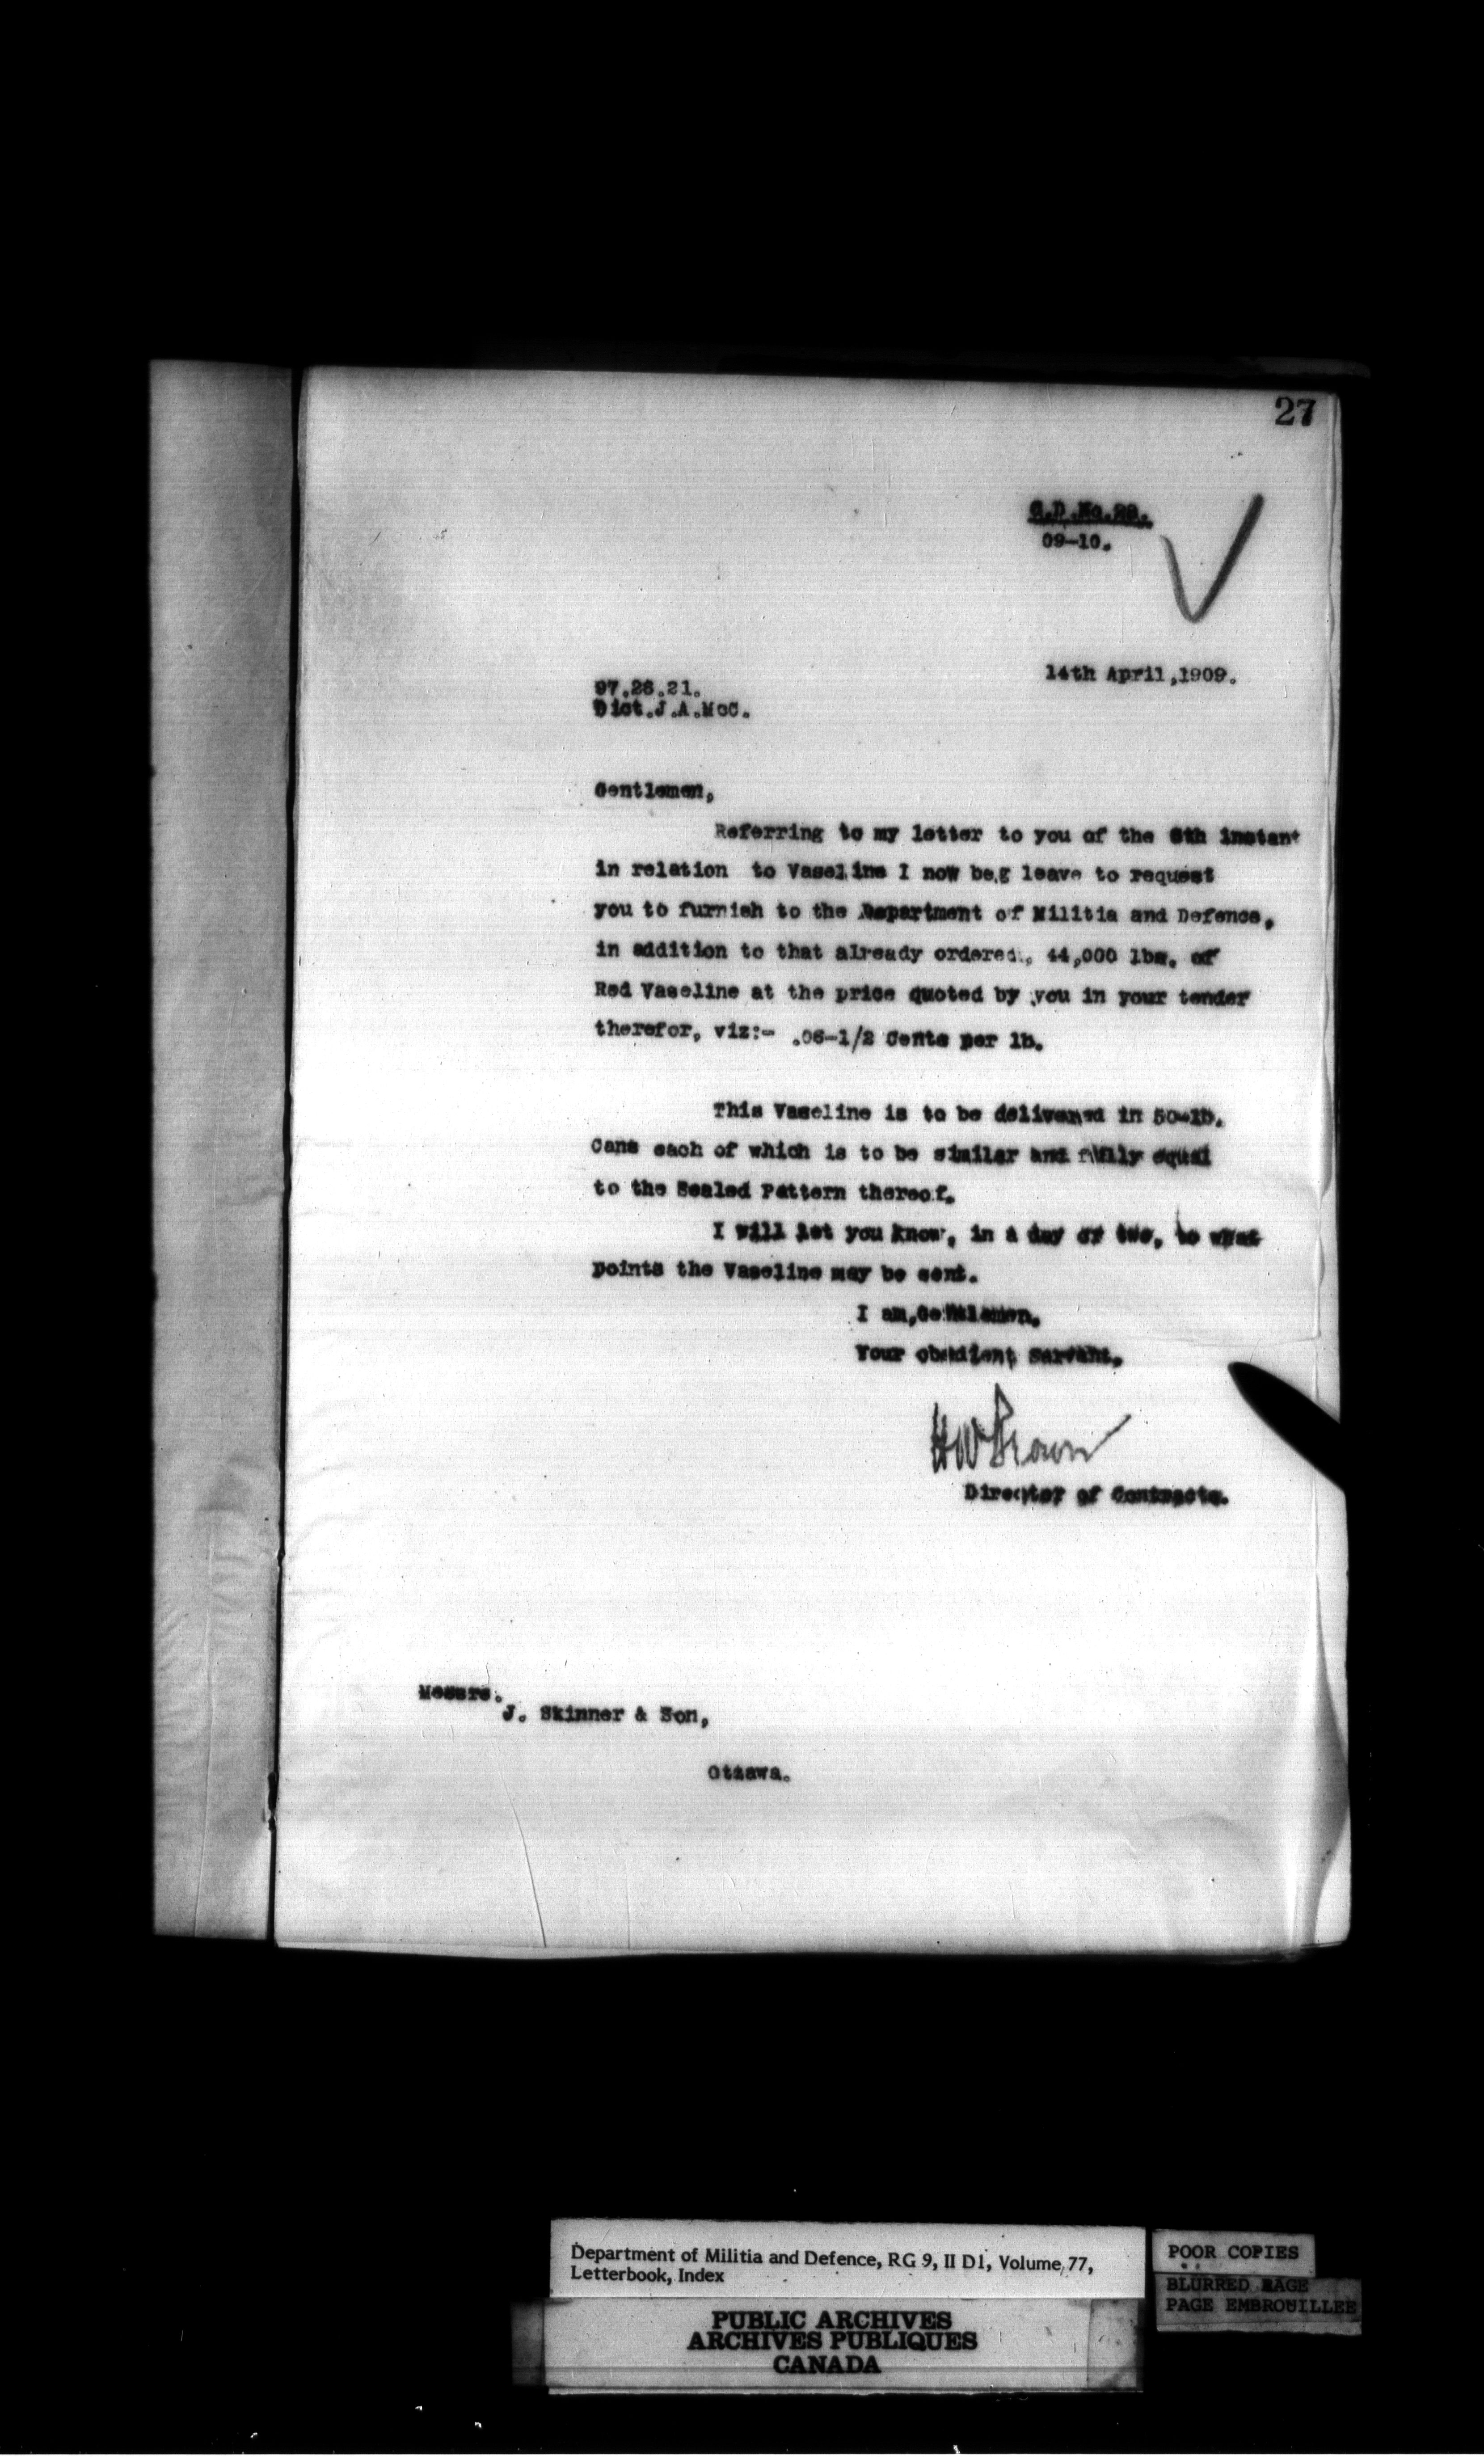 27
C.D.No.28.
09-10.
14th April,1909.
97.28.21.
Dict.J.A.McC.
Gentlemen,
Referring to my letter to you of the instant
in relation to Vaseline I now beg leave to request
you to furnish to the Department of Militia and Defence,
in addition to that already ordered, 44,000 lbs. of
Red Vaseline at the price quoted by you in your tender
therefor, viz:- .06-1/2 Cents per lb.
This Vaseline is to be delivered in 50-lb.
Cans each of which is to be similar and fully equal
to the Sealed Pattern thereof.
I will let you know, in a day or two, to what
points the Vaseline may be sent.
I am,Gentlemen,
Your obedient Servant,
HW Brown
Director of Contracts.
Messrs.
J. Skinner & Son,
Ottawa.
Department of Militia and Defence, RG 9, II D1, Volume 77,
Letterbook, Index
POOR COPIES
BLURRED PAGE
PAGE EMBROUILLEE
PUBLIC ARCHIVES
ARCHIVES PUBLIQUES
CANADA